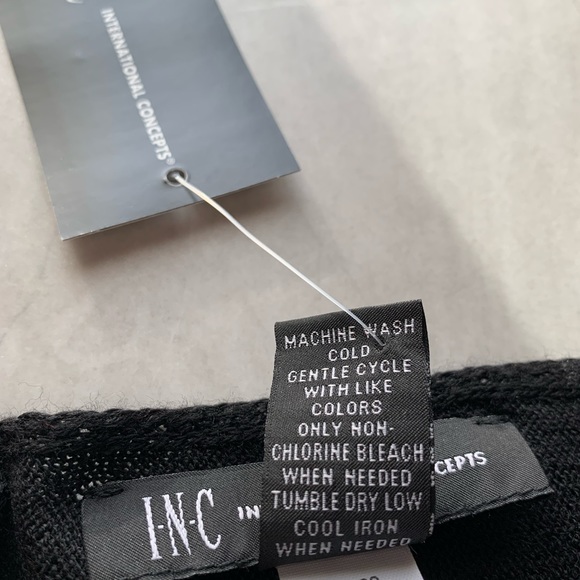 INTERNATIONAL CONCEPTS®
MACHINE WASH
COLD
GENTLE CYCLE
WITH LIKE
COLORS
ONLY NON-
CHLORINE BLEACH
WHEN NEEDED
TUMBLE DRY LOW
COOL IRON
WHEN NEEDED
I·N·C IN CEPTS